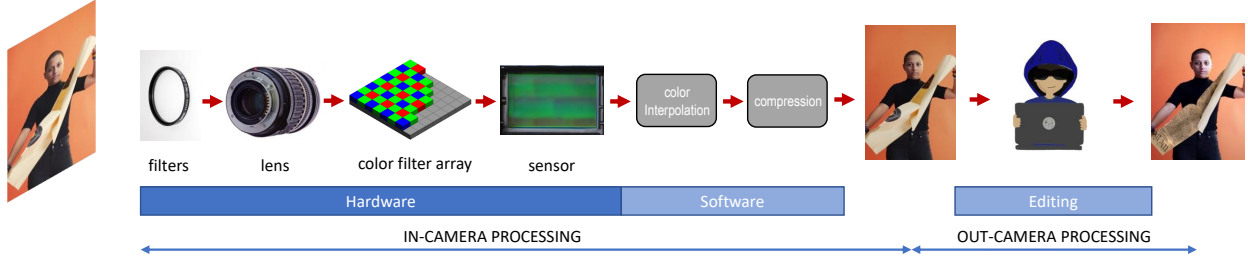 color
Interpolation
compression
filters
lens
color filter array
sensor
Hardware
Software
Editing
IN-CAMERA PROCESSING
OUT-CAMERA PROCESSING